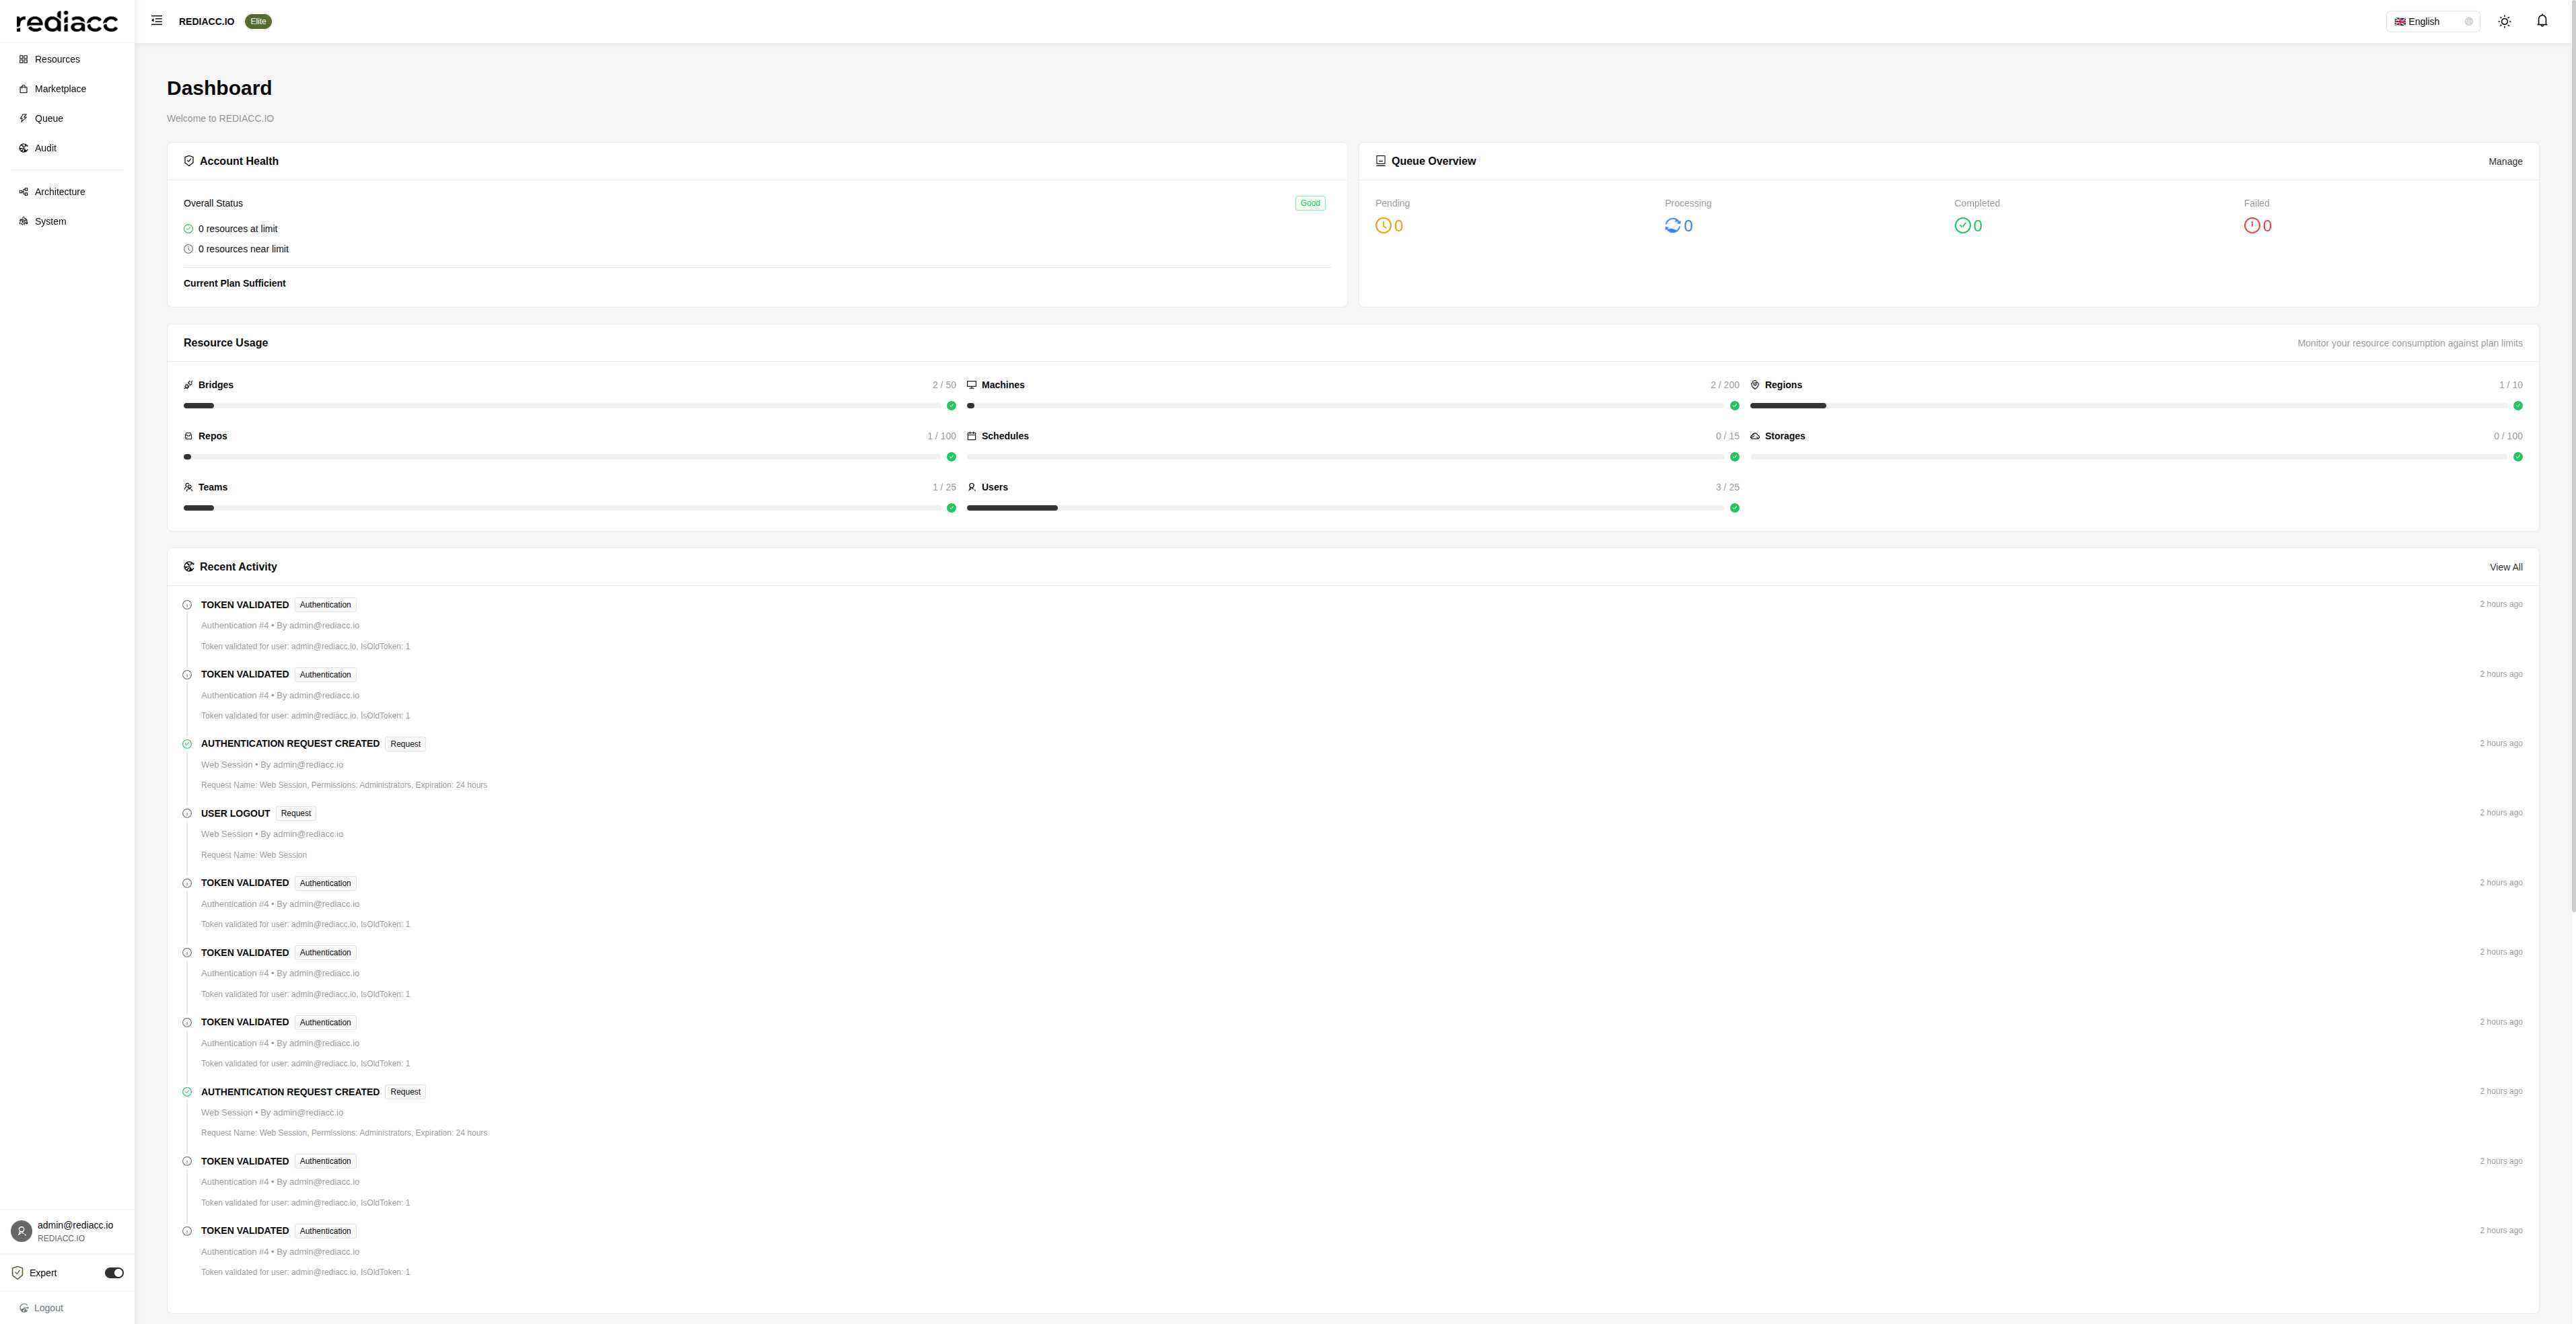 rediacc
REDIACC.IO Elite
English
Resources
Marketplace
Queue
Audit
Architecture
System
Dashboard
Welcome to REDIACC.IO
Account Health
Overall Status Good
0 resources at limit
0 resources near limit
Current Plan Sufficient
Queue Overview Manage
Pending Processing Completed Failed
0 0 0 0
Resource Usage Monitor your resource consumption against plan limits
Bridges 2 / 50 Machines 2 / 200 Regions 1 / 10
Repos 1 / 100 Schedules 0 / 15 Storages 0 / 100
Teams 1 / 25 Users 3 / 25
Recent Activity View All
TOKEN VALIDATED Authentication 2 hours ago
Authentication #4 • By admin@rediacc.io
Token validated for user: admin@rediacc.io, IsOldToken: 1
TOKEN VALIDATED Authentication 2 hours ago
Authentication #4 • By admin@rediacc.io
Token validated for user: admin@rediacc.io, IsOldToken: 1
AUTHENTICATION REQUEST CREATED Request 2 hours ago
Web Session • By admin@rediacc.io
Request Name: Web Session, Permissions: Administrators, Expiration: 24 hours
USER LOGOUT Request 2 hours ago
Web Session • By admin@rediacc.io
Request Name: Web Session
TOKEN VALIDATED Authentication 2 hours ago
Authentication #4 • By admin@rediacc.io
Token validated for user: admin@rediacc.io, IsOldToken: 1
TOKEN VALIDATED Authentication 2 hours ago
Authentication #4 • By admin@rediacc.io
Token validated for user: admin@rediacc.io, IsOldToken: 1
TOKEN VALIDATED Authentication 2 hours ago
Authentication #4 • By admin@rediacc.io
Token validated for user: admin@rediacc.io, IsOldToken: 1
AUTHENTICATION REQUEST CREATED Request 2 hours ago
Web Session • By admin@rediacc.io
Request Name: Web Session, Permissions: Administrators, Expiration: 24 hours
TOKEN VALIDATED Authentication 2 hours ago
Authentication #4 • By admin@rediacc.io
Token validated for user: admin@rediacc.io, IsOldToken: 1
TOKEN VALIDATED Authentication 2 hours ago
Authentication #4 • By admin@rediacc.io
Token validated for user: admin@rediacc.io, IsOldToken: 1
admin@rediacc.io
REDIACC.IO
Expert
Logout